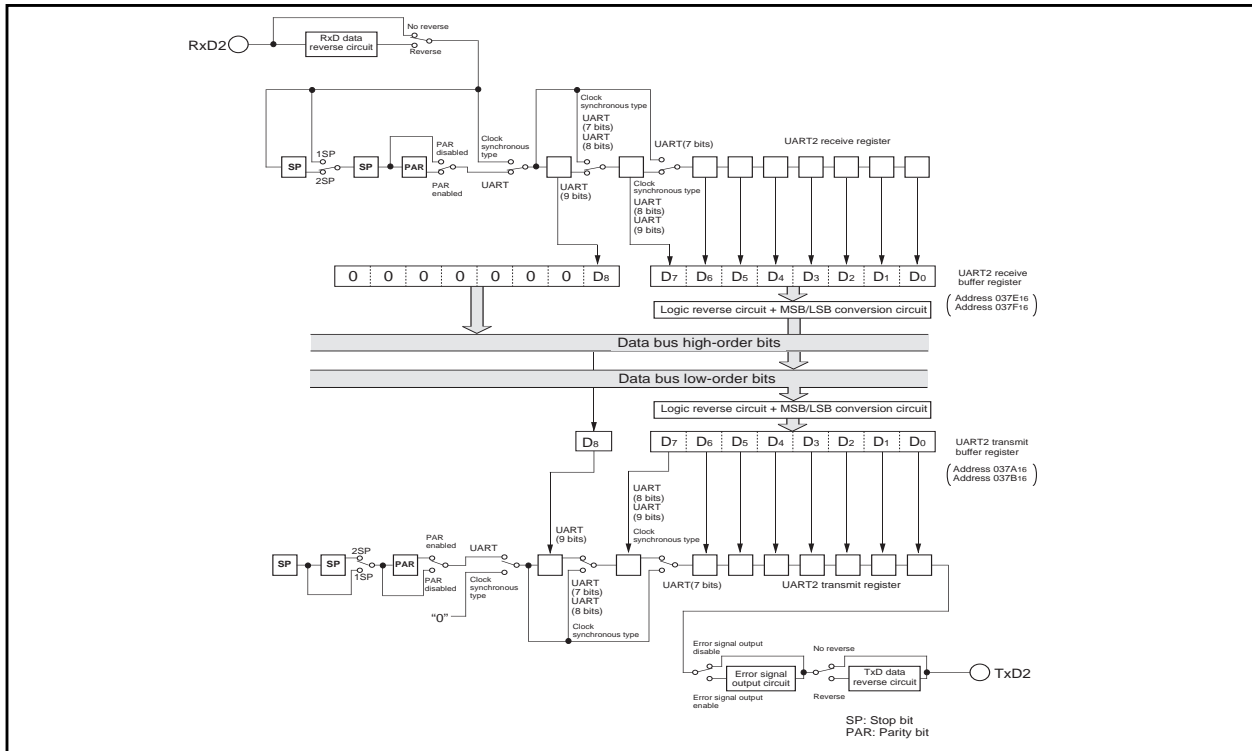 No reverse
RxD2
RxD data
reverse circuit
Reverse
Clock
synchronous type
UART
(7 bits)
UART
(8 bits)
UART(7 bits)
UART2 receive register
1SP
2SP
SP
SP
PAR
PAR
disabled
PAR
enabled
Clock
synchronous
type
UART
UART
(9 bits)
Clock
synchronous type
UART
(8 bits)
UART
(9 bits)
0 0 0 0 0 0 0 D8
D7 D6 D5 D4 D3 D2 D1 D0
UART2 receive
buffer register
Address 037E16
Address 037F16
Logic reverse circuit + MSB/LSB conversion circuit
Data bus high-order bits
Data bus low-order bits
Logic reverse circuit + MSB/LSB conversion circuit
D8
D7 D6 D5 D4 D3 D2 D1 D0
UART2 transmit
buffer register
Address 037A16
Address 037B16
UART
(8 bits)
UART
(9 bits)
Clock
synchronous type
UART
(9 bits)
SP
SP
2SP
1SP
PAR
PAR
enabled
PAR
disabled
UART
Clock
synchronous
type
“0”
UART
(7 bits)
UART
(8 bits)
Clock
synchronous type
UART(7 bits)
UART2 transmit register
Error signal output
disable
Error signal
output circuit
Error signal output
enable
No reverse
TxD data
reverse circuit
Reverse
TxD2
SP: Stop bit
PAR: Parity bit